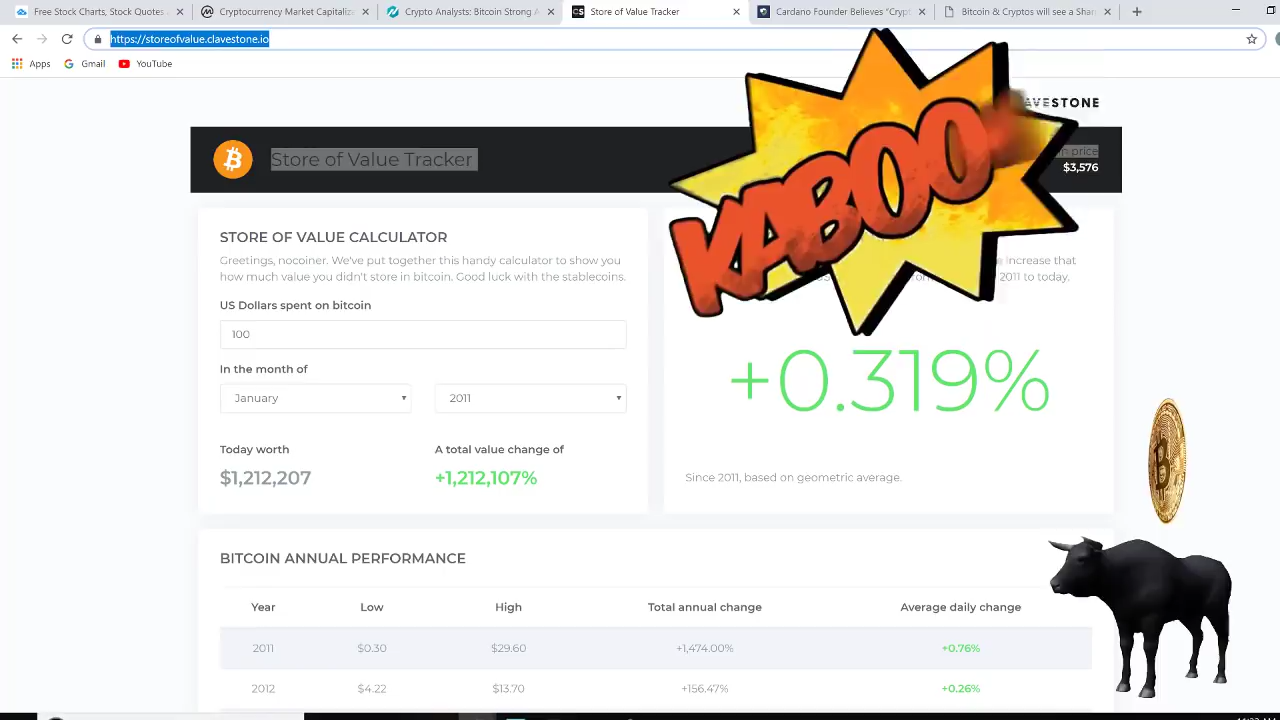 Free Stock Charts, Stock Quotes
Cryptocurrency Market Capitaliz
Crypto Analysts: Bitcoin Strong A
Store of Value Tracker
Cardano Founder Believes "Crypt
Bitcoin & Crpytos will see a Shar
https://storeofvalue.clavestone.io
Apps
Gmail
YouTube
STONE
Store of Value Tracker
price
$3,576
KABOO
STORE OF VALUE CALCULATOR
Greetings, nocoiner. We've put together this handy calculator to show you
how much value you didn't store in bitcoin. Good luck with the stablecoins.
Increase that
2011 to today.
US Dollars spent on bitcoin
100
In the month of
January
2011
+0.319%
Today worth
A total value change of
$1,212,207
+1,212,107%
Since 2011, based on geometric average.
BITCOIN ANNUAL PERFORMANCE
Year Low High Total annual change Average daily change
2011 $0.30 $29.60 +1,474.00% +0.76%
2012 $4.22 $13.70 +156.47% +0.26%